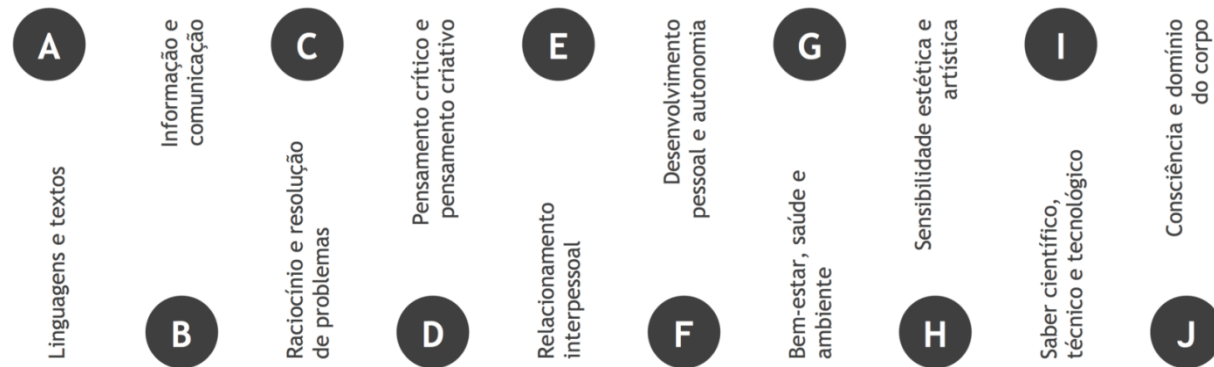 A
Linguagens e textos
Informação e
comunicação
B
C
Raciocínio e resolução
de problemas
Pensamento crítico e
pensamento criativo
D
E
Relacionamento
interpessoal
Desenvolvimento
pessoal e autonomia
F
G
Bem-estar, saúde e
ambiente
Sensibilidade estética e
artística
H
I
Saber científico,
técnico e tecnológico
Consciência e domínio
do corpo
J